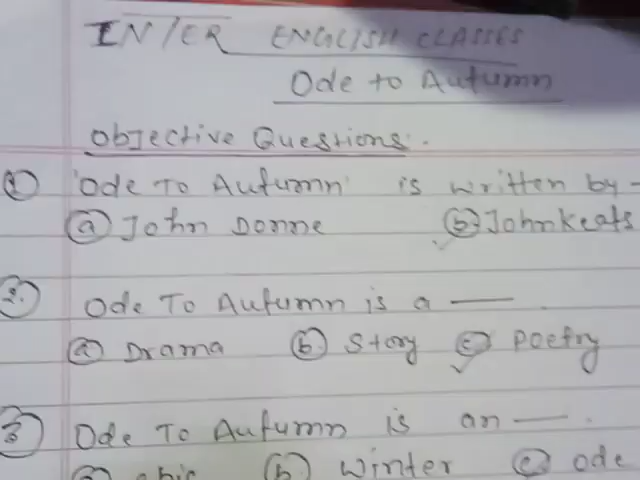 INTER ENGLISH CLASSES
Ode to Autumn
Objective Questions.
1 'Ode To Autumn' is written by-
(a) John Donne (b) John Keats
2. Ode To Autumn is a ——.
(a) Drama (b) Story (c) Poetry
3 Ode To Autumn is an ——.
(a) epic (b) Winter (c) ode